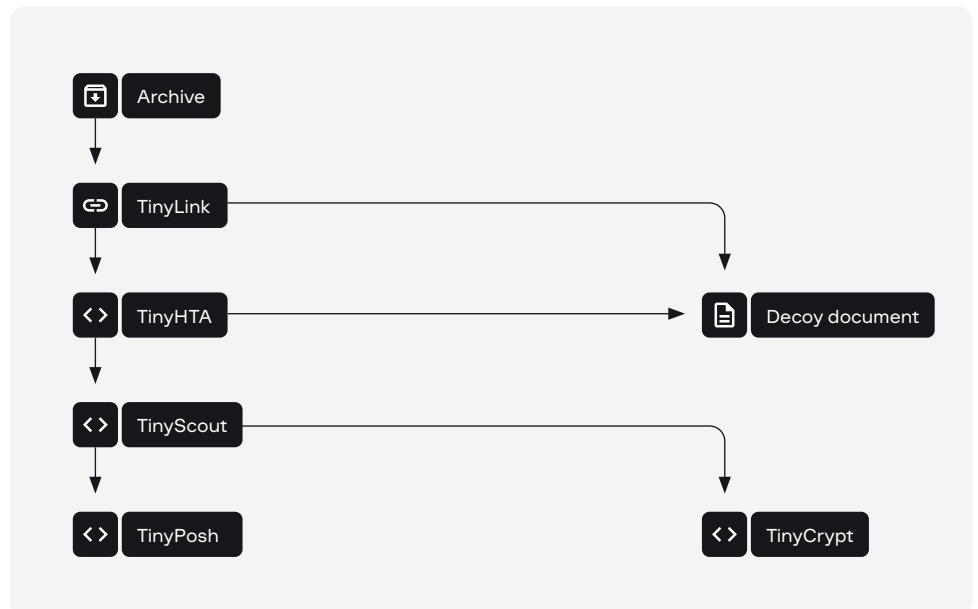 Archive
TinyLink
TinyHTA
Decoy document
TinyScout
TinyPosh
TinyCrypt